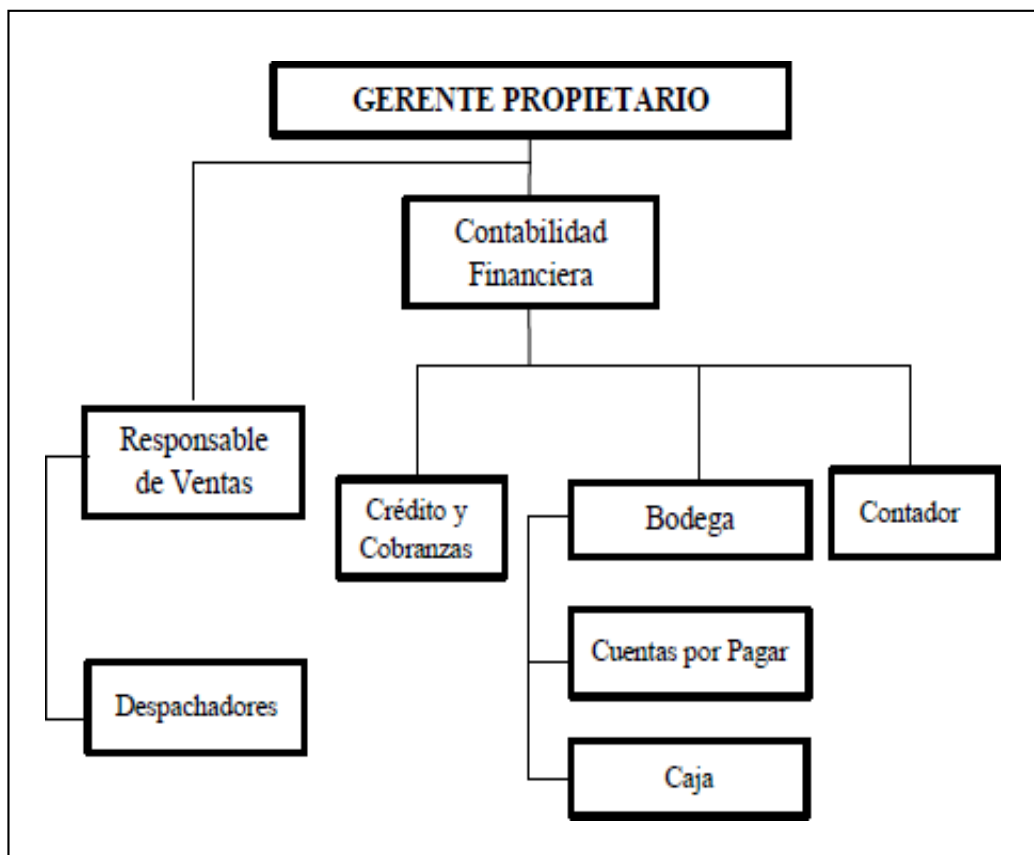 GERENTE PROPIETARIO
Contabilidad
Financiera
Responsable
de Ventas
Crédito y
Cobranzas
Bodega
Contador
Cuentas por Pagar
Despachadores
Caja